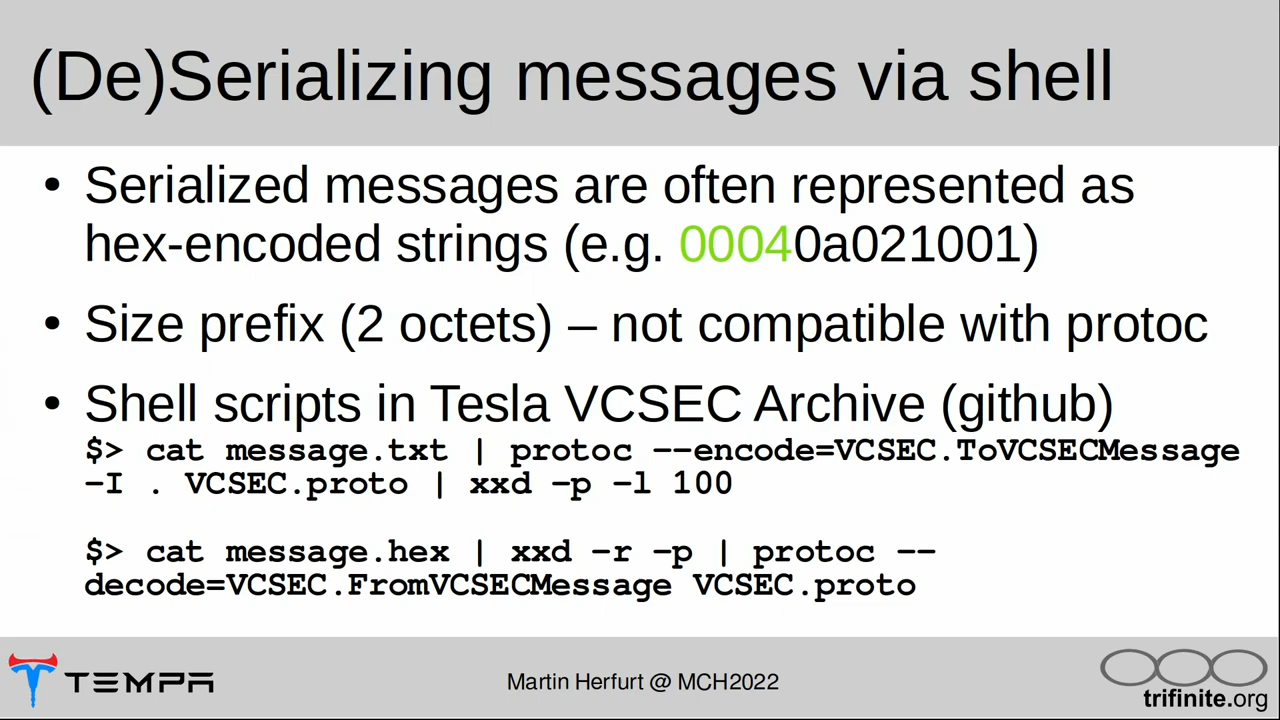 (De)Serializing messages via shell
• Serialized messages are often represented as
hex-encoded strings (e.g. 00040a021001)
• Size prefix (2 octets) – not compatible with protoc
• Shell scripts in Tesla VCSEC Archive (github)
$> cat message.txt | protoc --encode=VCSEC.ToVCSECMessage
-I . VCSEC.proto | xxd -p -l 100
$> cat message.hex | xxd -r -p | protoc --
decode=VCSEC.FromVCSECMessage VCSEC.proto
TEMPA
Martin Herfurt @ MCH2022
trifinite.org